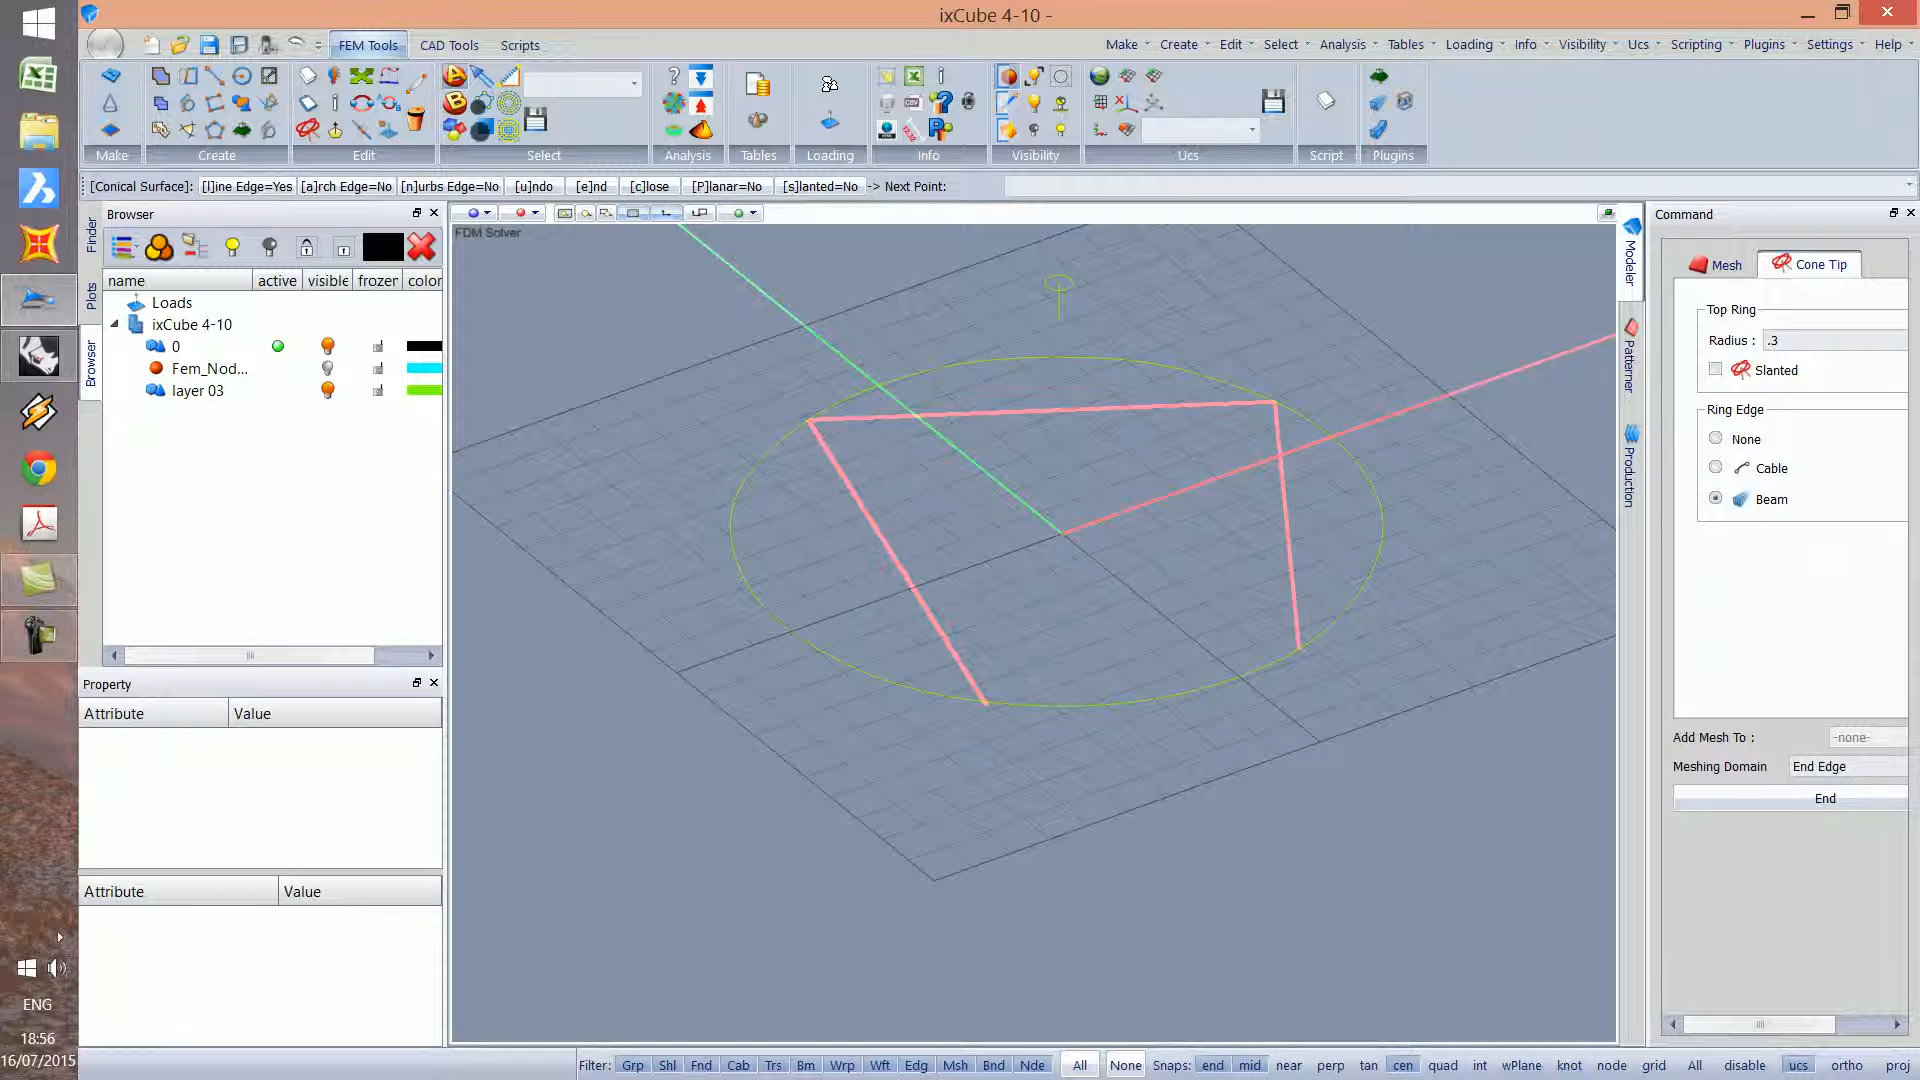 ixCube 4-10 -
FEM Tools CAD Tools Scripts
Make Create Edit Select Analysis Tables Loading Info Visibility Ucs Scripting Plugins Settings Help
Make Create Edit Select Analysis Tables Loading Info Visibility Ucs Script Plugins
[Conical Surface]: [l]ine Edge=Yes [a]rch Edge=No [n]urbs Edge=No [u]ndo [e]nd [c]lose [P]lanar=No [s]lanted=No -> Next Point:
Browser
Finder
Plots
Browser
name active visible frozen color
Loads
ixCube 4-10
0
Fem_Nod...
layer 03
Property
Attribute Value
Attribute Value
FDM Solver
Modeler
Patterner
Production
Command
Mesh Cone Tip
Top Ring
Radius : .3
Slanted
Ring Edge
None
Cable
Beam
Add Mesh To : -none-
Meshing Domain End Edge
End
ENG
18:56
16/07/2015
Filter: Grp Shl Fnd Cab Trs Bm Wrp Wft Edg Msh Bnd Nde All None Snaps: end mid near perp tan cen quad int wPlane knot node grid All disable ucs ortho proj